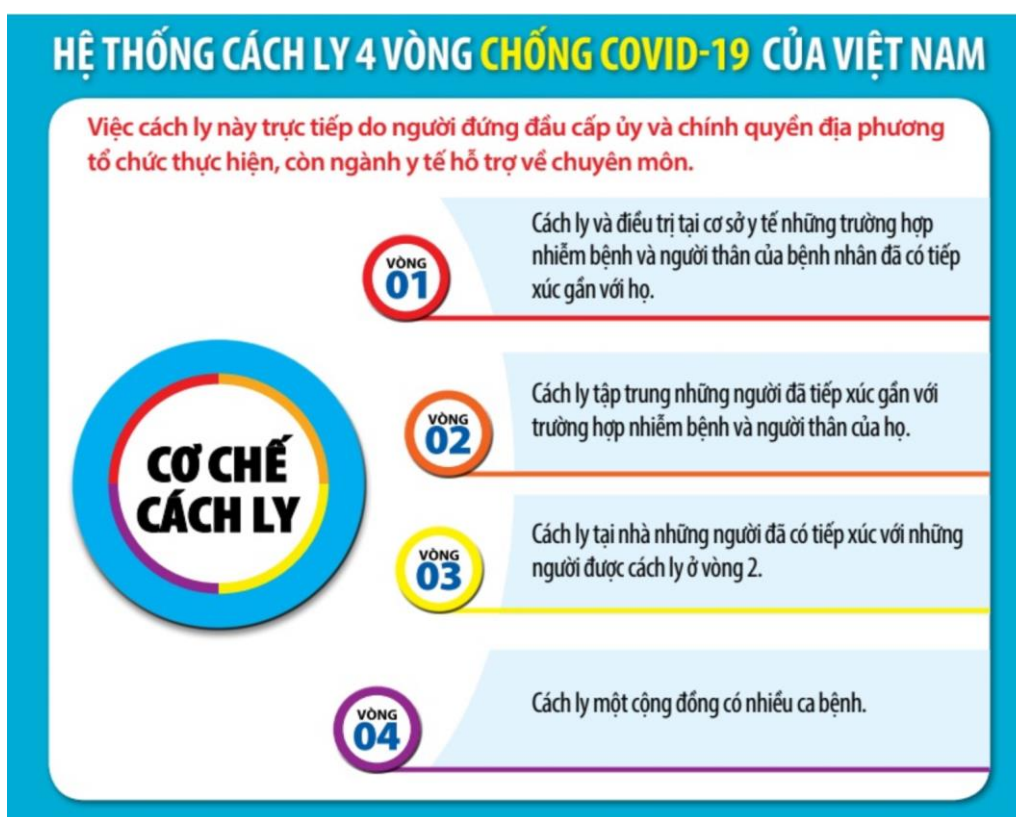 HỆ THỐNG CÁCH LY 4 VÒNG CHỐNG COVID-19 CỦA VIỆT NAM
Việc cách ly này trực tiếp do người đứng đầu cấp ủy và chính quyền địa phương
tổ chức thực hiện, còn ngành y tế hỗ trợ về chuyên môn.
CƠ CHẾ
CÁCH LY
VÒNG
01
Cách ly và điều trị tại cơ sở y tế những trường hợp
nhiễm bệnh và người thân của bệnh nhân đã có tiếp
xúc gần với họ.
VÒNG
02
Cách ly tập trung những người đã tiếp xúc gần với
trường hợp nhiễm bệnh và người thân của họ.
VÒNG
03
Cách ly tại nhà những người đã có tiếp xúc với những
người được cách ly ở vòng 2.
VÒNG
04
Cách ly một cộng đồng có nhiều ca bệnh.